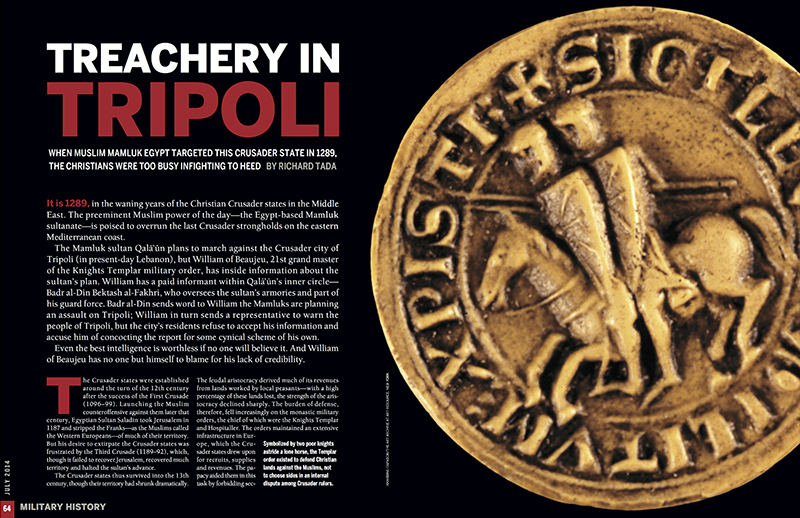 TREACHERY IN
TRIPOLI
WHEN MUSLIM MAMLUK EGYPT TARGETED THIS CRUSADER STATE IN 1289,
THE CHRISTIANS WERE TOO BUSY INFIGHTING TO HEED BY RICHARD TADA
It is 1289, in the waning years of the Christian Crusader states in the Middle
East. The preeminent Muslim power of the day—the Egypt-based Mamluk
sultanate—is poised to overrun the last Crusader strongholds on the eastern
Mediterranean coast.
The Mamluk sultan Qalā'ūn plans to march against the Crusader city of
Tripoli (in present-day Lebanon), but William of Beaujeu, 21st grand master
of the Knights Templar military order, has inside information about the
sultan's plan. William has a paid informant within Qalā'ūn's inner circle—
Badr al-Din Bektash al-Fakhri, who oversees the sultan's armories and part of
his guard force. Badr al-Din sends word to William the Mamluks are planning
an assault on Tripoli; William in turn sends a representative to warn the
people of Tripoli, but the city's residents refuse to accept his information and
accuse him of concocting the report for some cynical scheme of his own.
Even the best intelligence is worthless if no one will believe it. And William
of Beaujeu has no one but himself to blame for his lack of credibility.
The Crusader states were established
around the turn of the 12th century
after the success of the First Crusade
(1096–99). Launching the Muslim
counteroffensive against them later that
century, Egyptian Sultan Saladin took Jerusalem in
1187 and stripped the Franks—as the Muslims called
the Western Europeans—of much of their territory.
But his desire to extirpate the Crusader states was
frustrated by the Third Crusade (1189–92), which,
though it failed to recover Jerusalem, recovered much
territory and halted the sultan's advance.
The Crusader states thus survived into the 13th
century, though their territory had shrunk dramatically.
The feudal aristocracy derived much of its revenues
from lands worked by local peasants—with a high
percentage of these lands lost, the strength of the aris-
tocracy declined sharply. The burden of defense,
therefore, fell increasingly on the monastic military
orders, the chief of which were the Knights Templar
and Hospitaller. The orders maintained an extensive
infrastructure in Eur-
ope, which the Cru-
sader states drew upon
for recruits, supplies
and revenues. The pa-
pacy aided them in this
task by forbidding sec-
Symbolized by two poor knights
astride a lone horse, the Templar
order existed to defend Christian
lands against the Muslims, not
to choose sides in an internal
dispute among Crusader rulers.
JULY 2014
64 MILITARY HISTORY